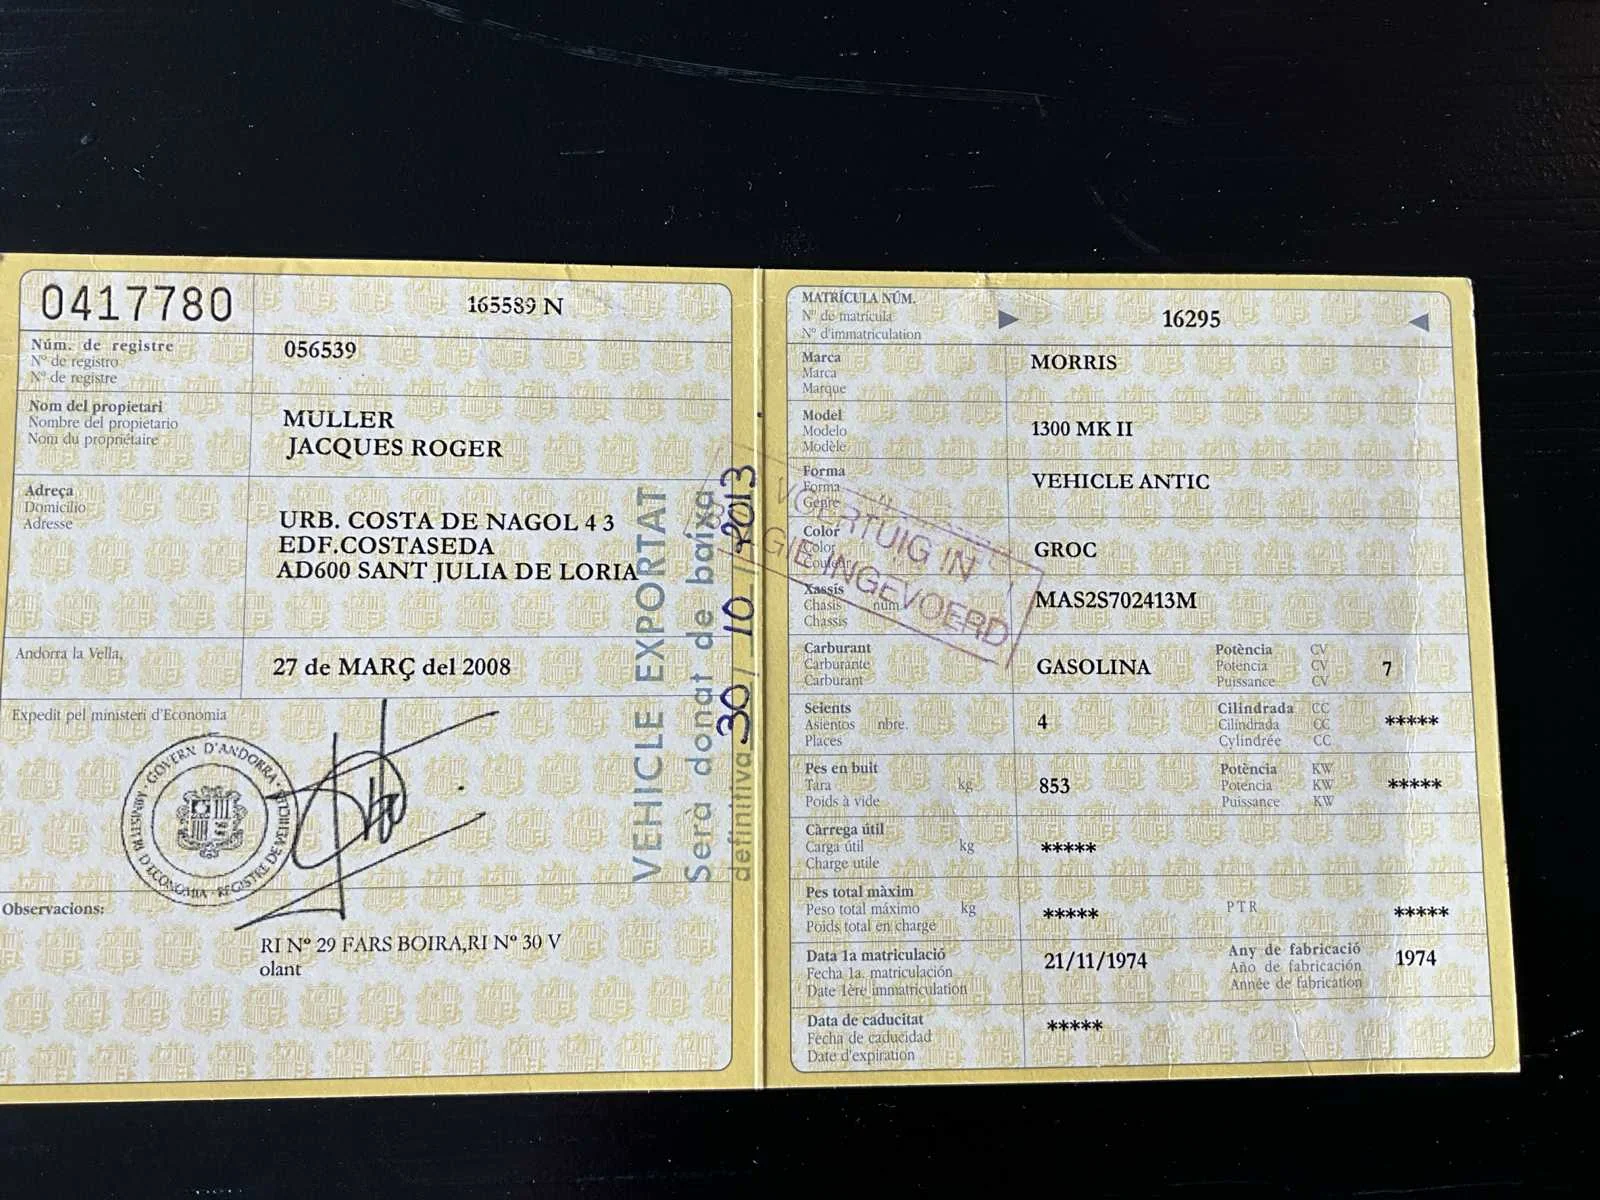 0417780
165589 N
Núm. de registre
Nº de registro
Nº de registre
056539
Nom del propietari
Nombre del propietario
Nom du propriétaire
MULLER
JACQUES ROGER
Adreça
Domicilio
Adresse
URB. COSTA DE NAGOL 4 3
EDF.COSTASEDA
AD600 SANT JULIA DE LORIA
Andorra la Vella,
27 de MARÇ del 2008
Expedit pel ministeri d'Economia
GOVERN D'ANDORRA
MINISTERI D'ECONOMIA - REGISTRE DE VEHICLES
Observacions:
RI Nº 29 FARS BOIRA,RI Nº 30 V
olant
VEHICLE EXPORTAT
Serà donat de baixa
definitiva 30/10/2013
VOERTUIG IN
BELGIE INGEVOERD
MATRÍCULA NÚM.
Nº de matrícula
Nº d'immatriculation
16295
Marca
Marca
Marque
MORRIS
Model
Modelo
Modèle
1300 MK II
Forma
Forma
Genre
VEHICLE ANTIC
Color
Color
Couleur
GROC
Xassís
Chasis núm
Chassis
MAS2S702413M
Carburant
Carburante
Carburant
GASOLINA
Potència CV
Potencia CV
Puissance CV
7
Seients
Asientos nbre.
Places
4
Cilindrada CC
Cilindrada CC
Cylindrée CC
*****
Pes en buit
Tara kg
Poids à vide
853
Potència KW
Potencia KW
Puissance KW
*****
Càrrega útil
Carga útil kg
Charge utile
*****
Pes total màxim
Peso total máximo kg
Poids total en charge
*****
P T R
*****
Data 1a matriculació
Fecha 1a. matriculación
Date 1ère immatriculation
21/11/1974
Any de fabricació
Año de fabricación
Année de fabrication
1974
Data de caducitat
Fecha de caducidad
Date d'expiration
*****